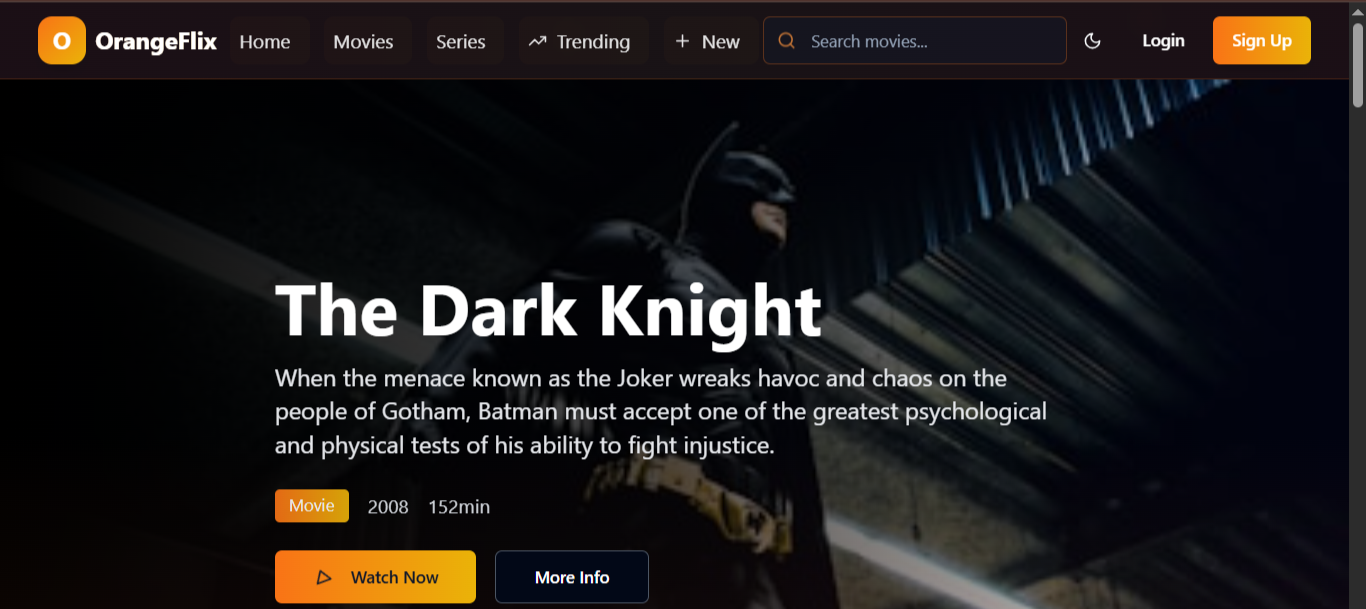 O OrangeFlix Home Movies Series Trending New Search movies... Login Sign Up
The Dark Knight
When the menace known as the Joker wreaks havoc and chaos on the
people of Gotham, Batman must accept one of the greatest psychological
and physical tests of his ability to fight injustice.
Movie 2008 152min
Watch Now More Info